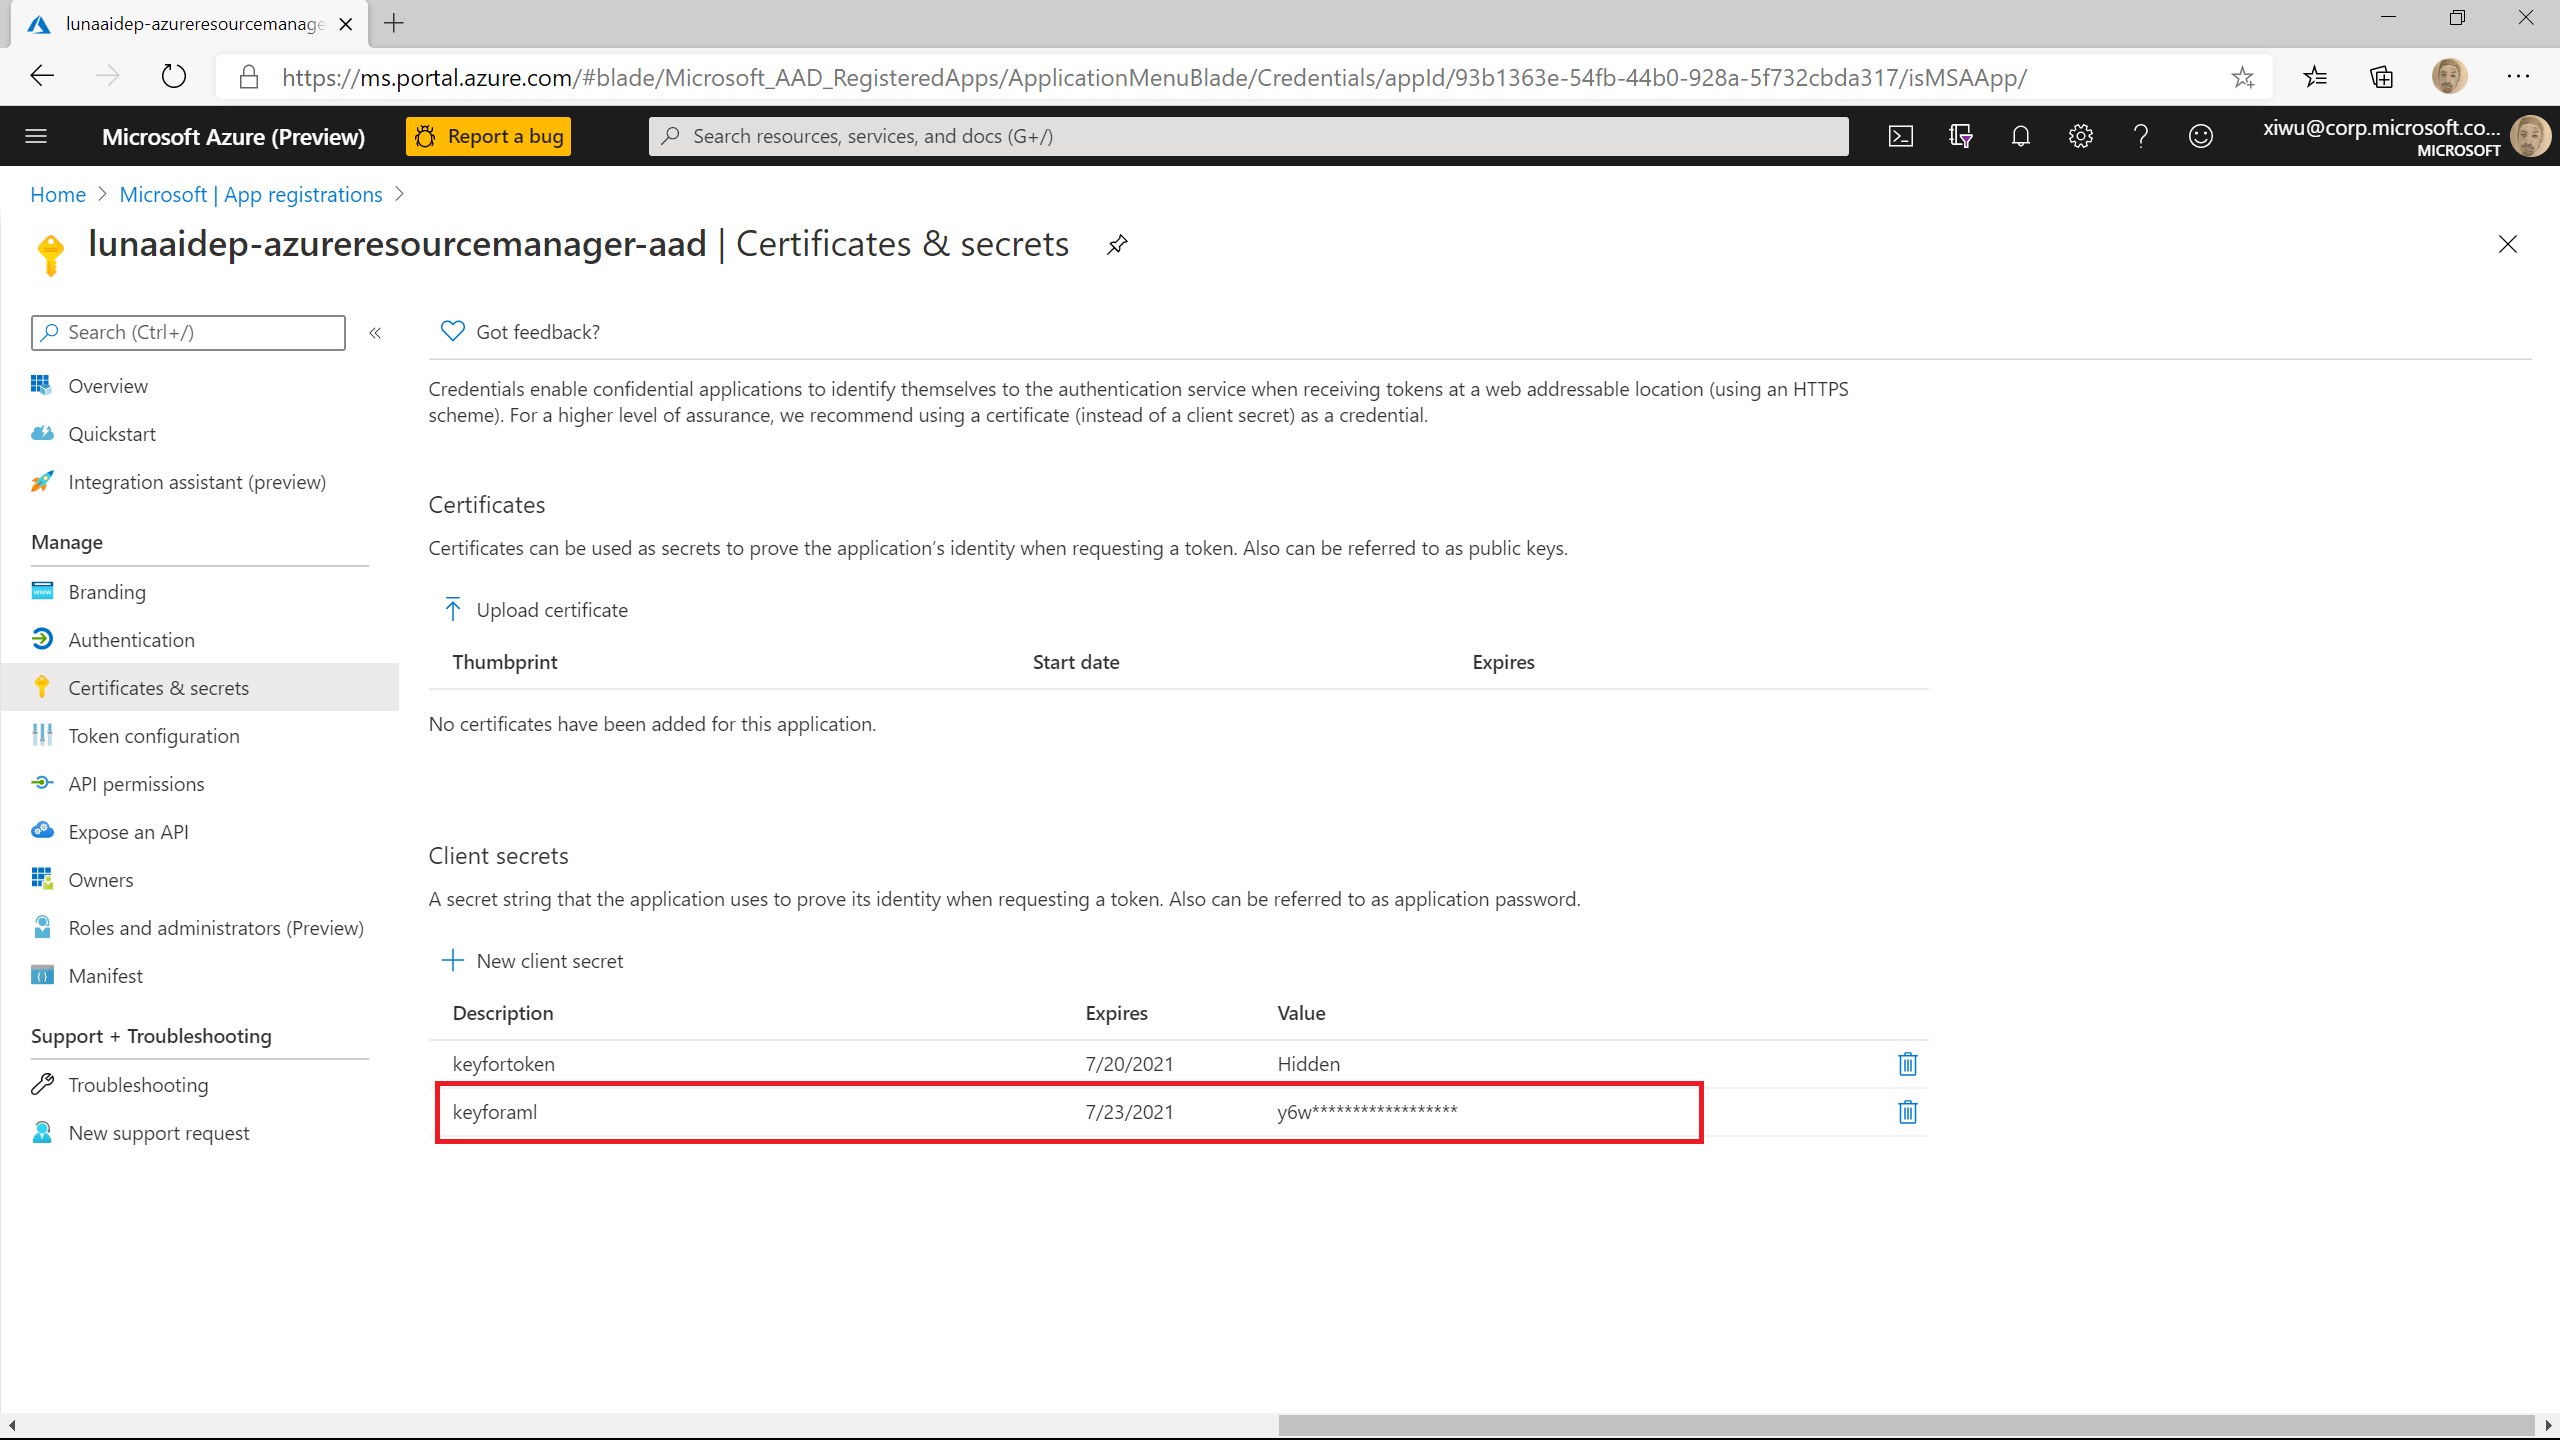 lunaaidep-azureresourcemanage
https://ms.portal.azure.com/#blade/Microsoft_AAD_RegisteredApps/ApplicationMenuBlade/Credentials/appId/93b1363e-54fb-44b0-928a-5f732cbda317/isMSAApp/
Microsoft Azure (Preview)
Report a bug
Search resources, services, and docs (G+/)
xiwu@corp.microsoft.co...
MICROSOFT
Home > Microsoft | App registrations >
lunaaidep-azureresourcemanager-aad | Certificates & secrets
Search (Ctrl+/)
«
Overview
Quickstart
Integration assistant (preview)
Manage
Branding
Authentication
Certificates & secrets
Token configuration
API permissions
Expose an API
Owners
Roles and administrators (Preview)
Manifest
Support + Troubleshooting
Troubleshooting
New support request
Got feedback?
Credentials enable confidential applications to identify themselves to the authentication service when receiving tokens at a web addressable location (using an HTTPS
scheme). For a higher level of assurance, we recommend using a certificate (instead of a client secret) as a credential.
Certificates
Certificates can be used as secrets to prove the application’s identity when requesting a token. Also can be referred to as public keys.
Upload certificate
Thumbprint Start date Expires
No certificates have been added for this application.
Client secrets
A secret string that the application uses to prove its identity when requesting a token. Also can be referred to as application password.
New client secret
Description Expires Value
keyfortoken 7/20/2021 Hidden
keyforaml 7/23/2021 y6w******************